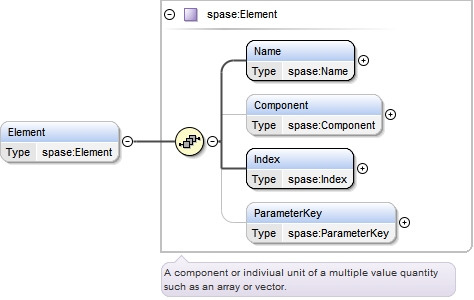 spase:Element
Name
Type spase:Name
Component
Type spase:Component
Element
Type spase:Element
Index
Type spase:Index
ParameterKey
Type spase:ParameterKey
A component or indiviual unit of a multiple value quantity
such as an array or vector.